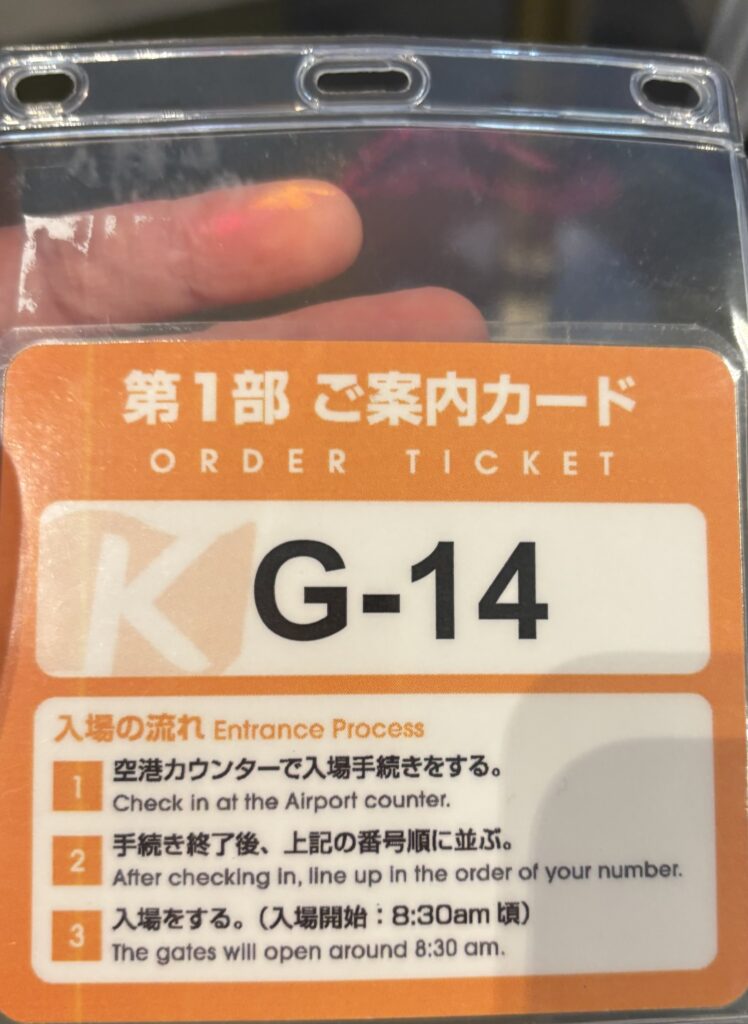 第1部 ご案内カード
ORDER TICKET
K
G-14
入場の流れ Entrance Process
1 空港カウンターで入場手続きをする。
Check in at the Airport counter.
2 手続き終了後、上記の番号順に並ぶ。
After checking in, line up in the order of your number.
3 入場をする。（入場開始：8:30am 頃）
The gates will open around 8:30 am.